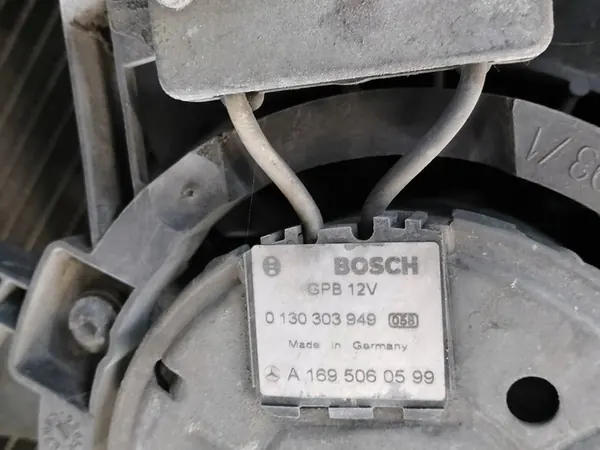 BOSCH
GPB 12V
0 130 303 949 058
Made in Germany
A 169 506 05 99